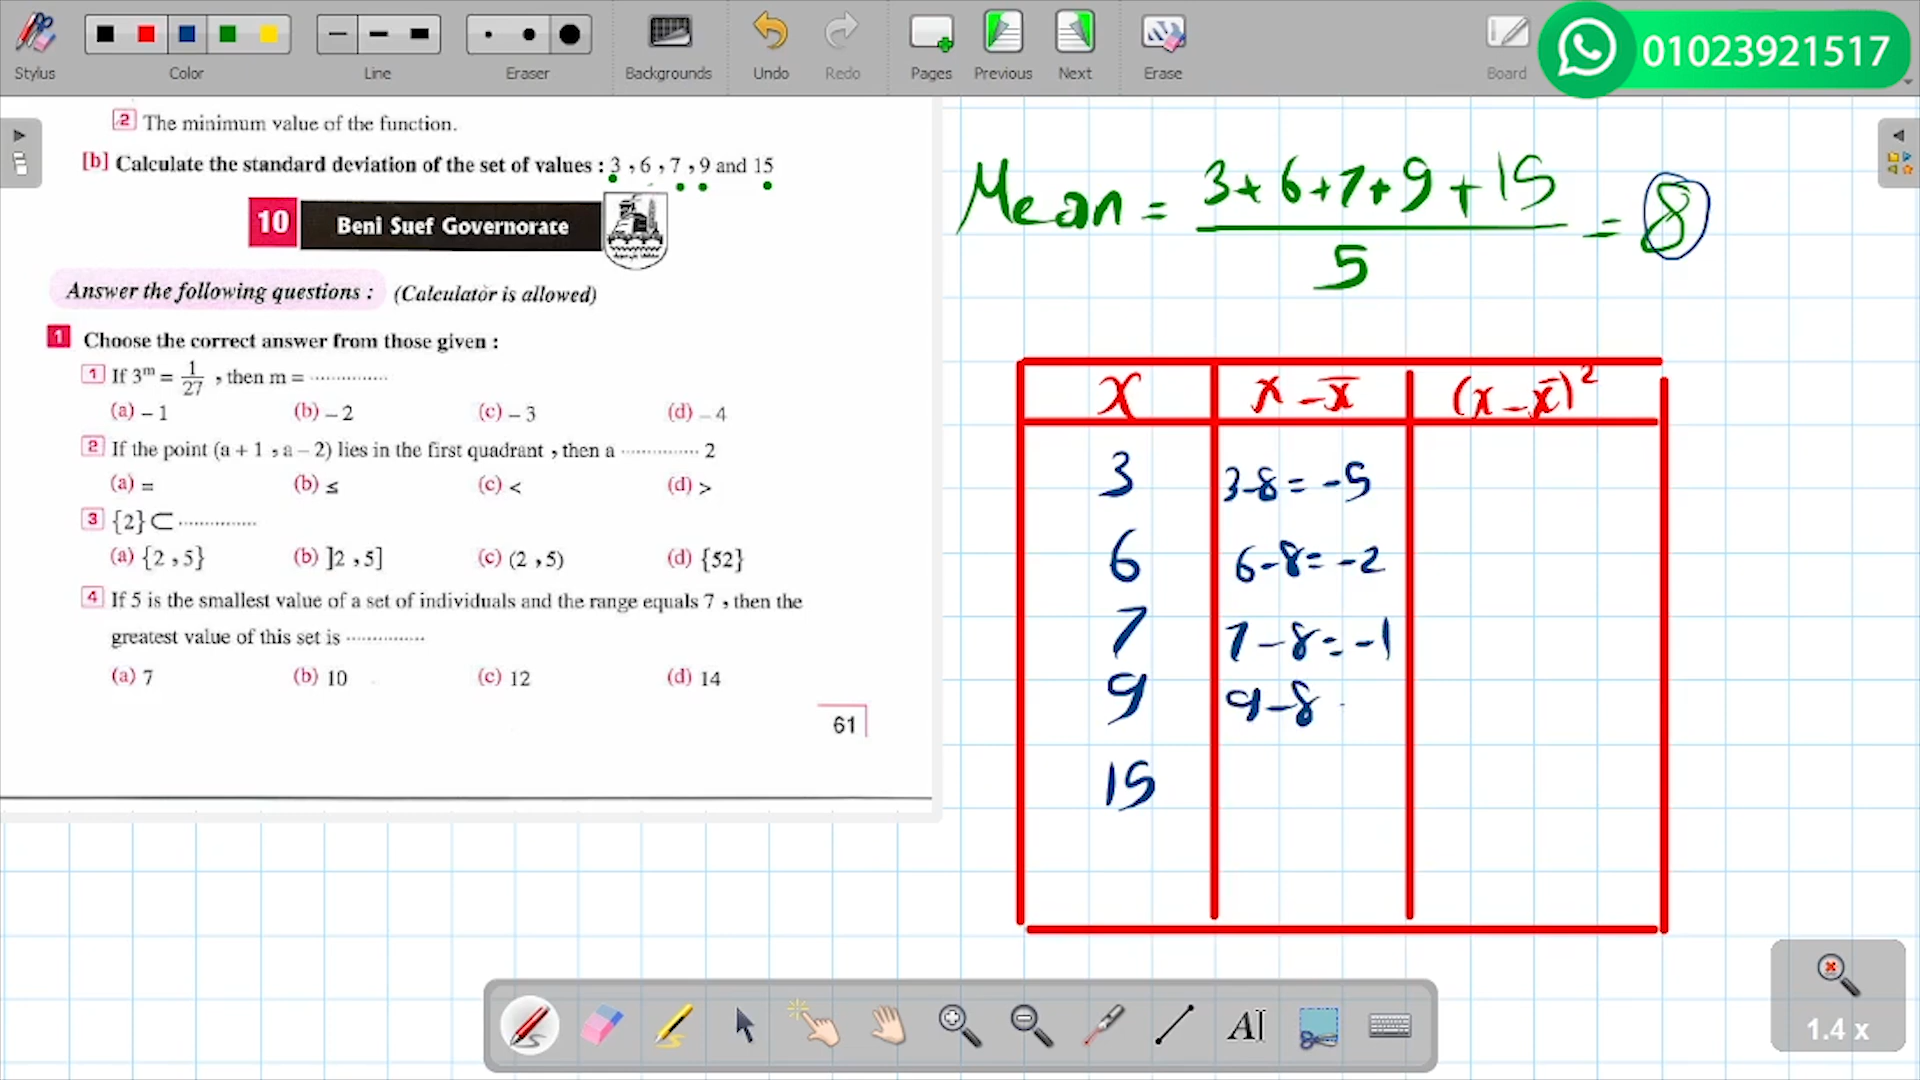 Stylus Color Line Eraser Backgrounds Undo Redo Pages Previous Next Erase Board 01023921517
2 The minimum value of the function.
[b] Calculate the standard deviation of the set of values : 3 , 6 , 7 , 9 and 15
10 Beni Suef Governorate
Answer the following questions : (Calculator is allowed)
1 Choose the correct answer from those given :
1 If 3^m = 1/27 , then m = ...............
(a) – 1 (b) – 2 (c) – 3 (d) – 4
2 If the point (a + 1 , a – 2) lies in the first quadrant , then a ............... 2
(a) = (b) ≤ (c) < (d) >
3 {2} ⊂ ...............
(a) {2 , 5} (b) ]2 , 5] (c) (2 , 5) (d) {52}
4 If 5 is the smallest value of a set of individuals and the range equals 7 , then the
greatest value of this set is ...............
(a) 7 (b) 10 (c) 12 (d) 14
61
Mean = (3+6+7+9+15)/5 = 8
x x – x̄ (x – x̄)²
3 3-8 = -5
6 6-8 = -2
7 7-8 = -1
9 9-8
15
AI
1.4 x